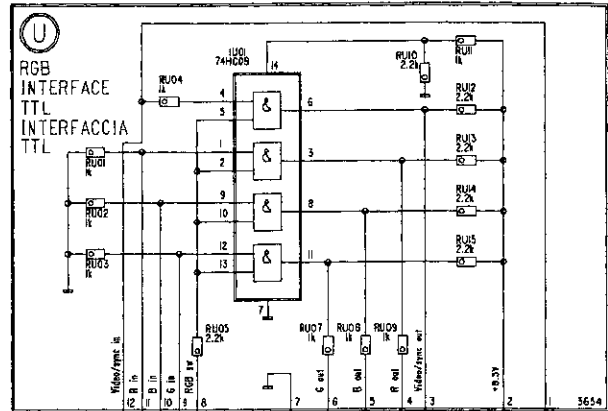 U
RGB
INTERFACE
TTL
INTERFACCIA
TTL
IU01
74HC09
14
RU04
1k
4
5
6
RU10
2.2k
RU11
1k
RU12
2.2k
RU01
1k
1
2
3
RU13
2.2k
RU02
1k
9
10
8
RU14
2.2k
RU03
1k
12
13
11
RU15
2.2k
7
RU05
2.2k
RU07
1k
RU08
1k
RU09
1k
Video/sync in
R in
B in
G in
RGB sw
G out
B out
R out
Video/sync out
+8.5V
12 11 10 9 8 7 6 5 4 3 2 1 3654
&
&
&
&